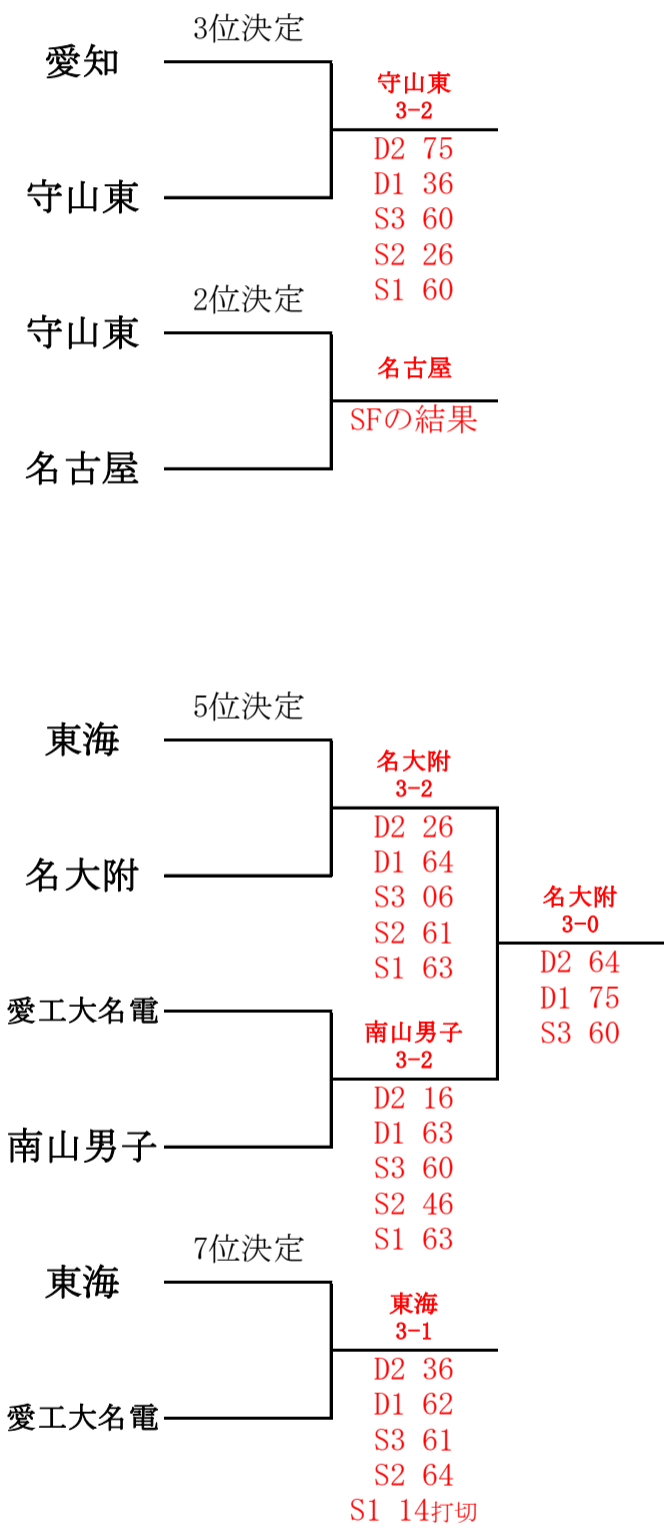 3位決定
愛知
守山東
3-2
D2 75
D1 36
守山東
S3 60
S2 26
S1 60
2位決定
守山東
名古屋
SFの結果
名古屋
5位決定
東海
名大附
3-2
D2 26
D1 64
名大附
S3 06
S2 61
S1 63
名大附
3-0
D2 64
D1 75
S3 60
愛工大名電
南山男子
3-2
D2 16
D1 63
南山男子
S3 60
S2 46
S1 63
7位決定
東海
東海
3-1
D2 36
D1 62
愛工大名電
S3 61
S2 64
S1 14打切